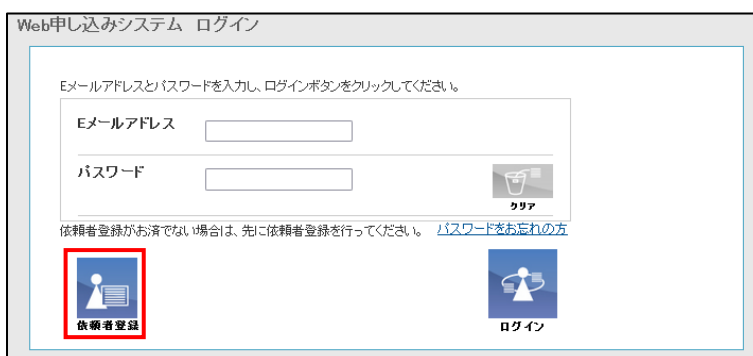 Web申し込みシステム ログイン
Eメールアドレスとパスワードを入力し、ログインボタンをクリックしてください。
Eメールアドレス
パスワード
クリア
依頼者登録がお済でない場合は、先に依頼者登録を行ってください。 パスワードをお忘れの方
依頼者登録 ログイン